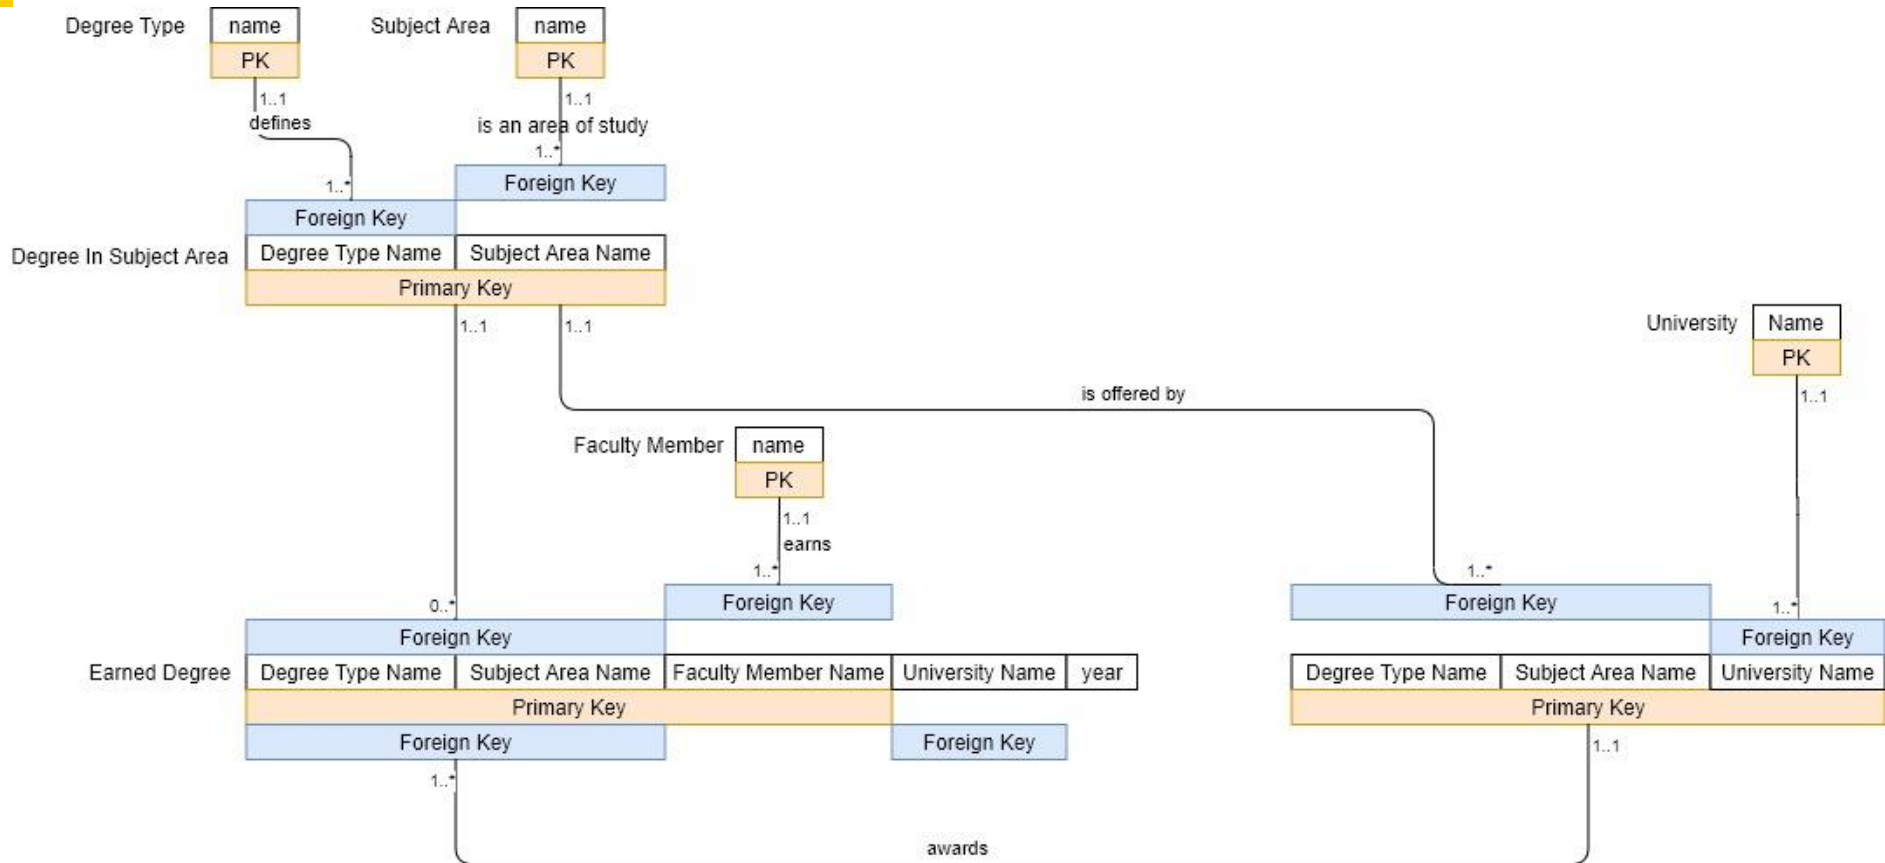 Degree Type name Subject Area name
PK PK
1..1 1..1
defines is an area of study
1..*
1..* Foreign Key
Foreign Key
Degree In Subject Area Degree Type Name Subject Area Name
Primary Key
1..1 1..1 University Name
PK
is offered by 1..1
Faculty Member name
PK
1..1
earns
1..* 1..*
0..* Foreign Key Foreign Key 1..*
Foreign Key Foreign Key
Earned Degree Degree Type Name Subject Area Name Faculty Member Name University Name year Degree Type Name Subject Area Name University Name
Primary Key Primary Key
Foreign Key Foreign Key 1..1
1..*
awards